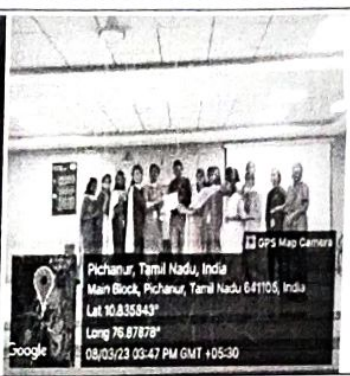 GPS Map Camera
Pichanur, Tamil Nadu, India
Main Block, Pichanur, Tamil Nadu 641105, India
Lat 10.835843°
Long 76.87878°
Google
08/03/23 03:47 PM GMT +05:30